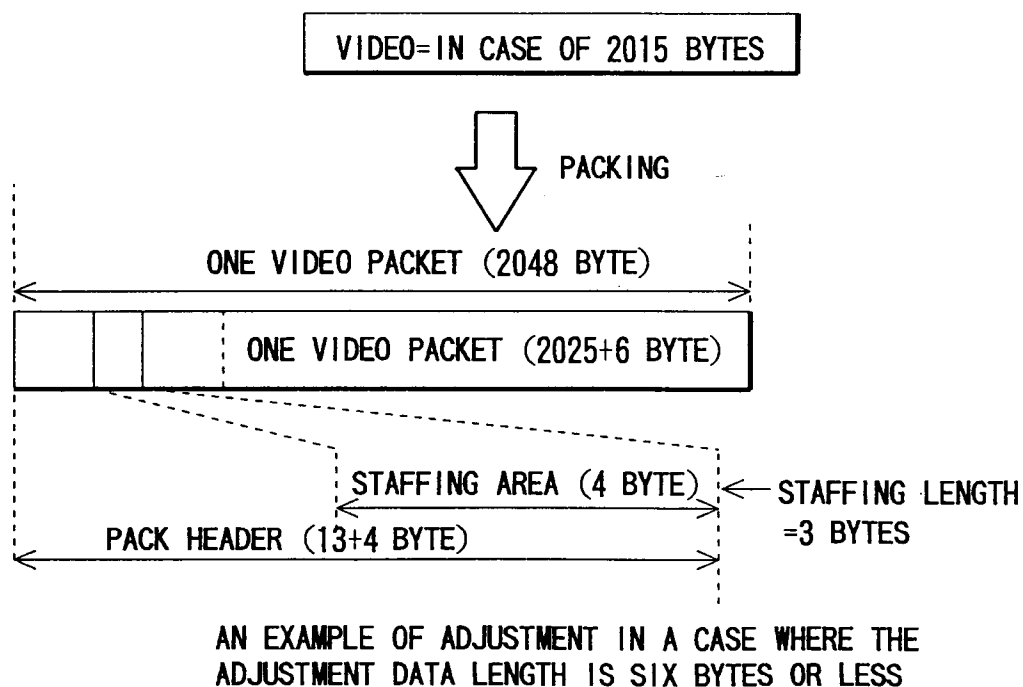 VIDEO=IN CASE OF 2015 BYTES
PACKING
ONE VIDEO PACKET (2048 BYTE)
ONE VIDEO PACKET (2025+6 BYTE)
STAFFING AREA (4 BYTE)
STAFFING LENGTH
=3 BYTES
PACK HEADER (13+4 BYTE)
AN EXAMPLE OF ADJUSTMENT IN A CASE WHERE THE
ADJUSTMENT DATA LENGTH IS SIX BYTES OR LESS